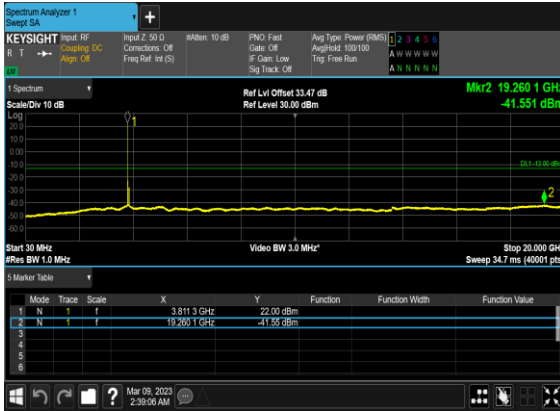 Spectrum Analyzer 1
Swept SA
+
KEYSIGHT Input: RF Input Z: 50 Ω #Atten: 10 dB PNO: Fast Avg Type: Power (RMS) 1 2 3 4 5 6
R T Coupling: DC Corrections: Off Gate: Off Avg|Hold: 100/100 A W W W W W
Align: Off Freq Ref: Int (S) IF Gain: Low Trig: Free Run
Sig Track: Off A N N N N N
1 Spectrum
Scale/Div 10 dB
Ref Lvl Offset 33.47 dB
Ref Level 30.00 dBm
Mkr2 19.260 1 GHz
-41.551 dBm
Log
20.0
10.0
0.00
-10.0
-20.0
-30.0
-40.0
-50.0
-60.0
1
DL1 -13.00 dBm
2
Start 30 MHz Video BW 3.0 MHz* Stop 20.000 GHz
#Res BW 1.0 MHz Sweep 34.7 ms (40001 pts)
5 Marker Table
Mode Trace Scale X Y Function Function Width Function Value
1 N 1 f 3.811 3 GHz 22.00 dBm
2 N 1 f 19.260 1 GHz -41.55 dBm
3
4
5
6
? Mar 09, 2023
2:39:06 AM